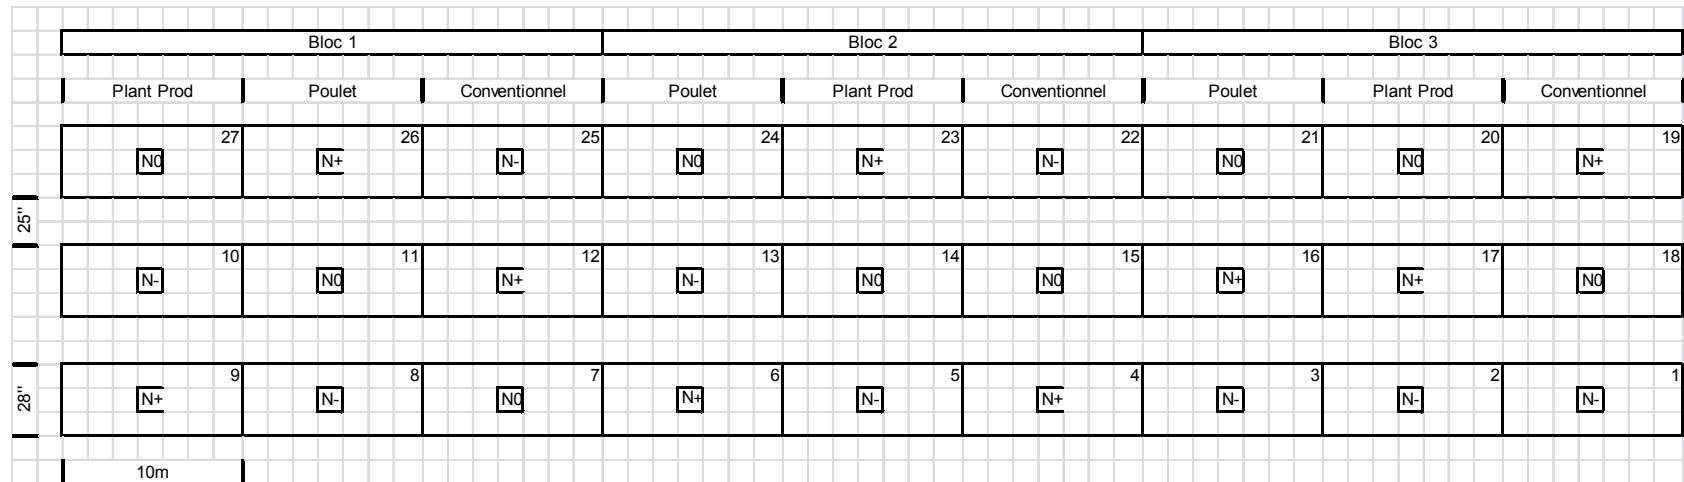 Bloc 1 Bloc 2 Bloc 3
Plant Prod Poulet Conventionnel Poulet Plant Prod Conventionnel Poulet Plant Prod Conventionnel
27 26 25 24 23 22 21 20 19
N0 N+ N- N0 N+ N- N0 N0 N+
25"
10 11 12 13 14 15 16 17 18
N- N0 N+ N- N0 N0 N+ N+ N0
9 8 7 6 5 4 3 2 1
28" N+ N- N0 N+ N- N+ N- N- N-
10m